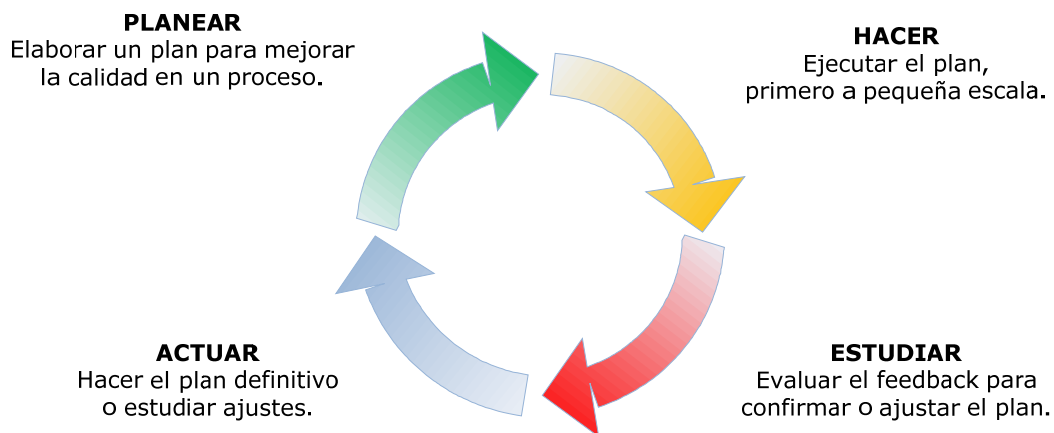 PLANEAR
Elaborar un plan para mejorar
la calidad en un proceso.
HACER
Ejecutar el plan,
primero a pequeña escala.
ACTUAR
Hacer el plan definitivo
o estudiar ajustes.
ESTUDIAR
Evaluar el feedback para
confirmar o ajustar el plan.